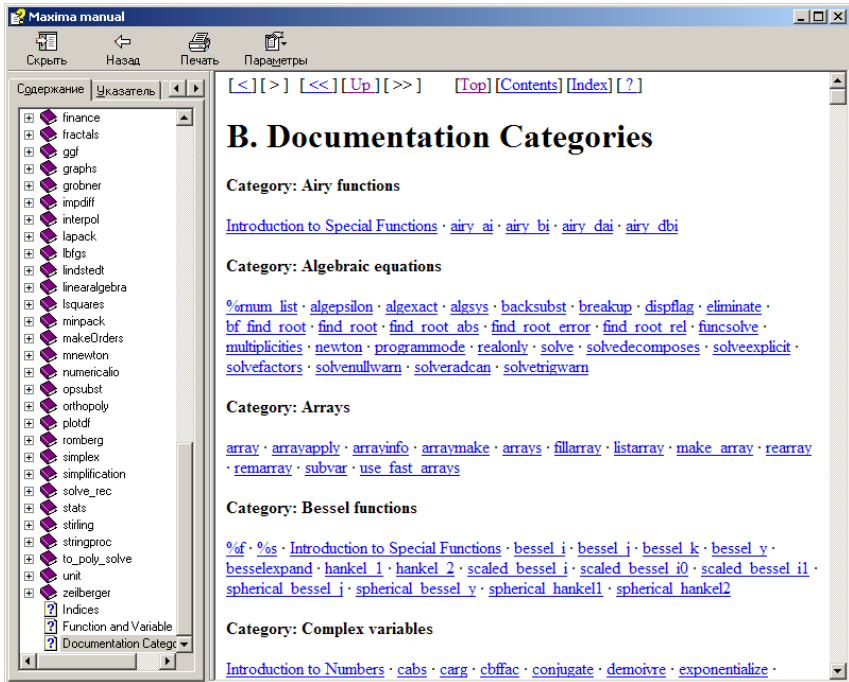 Maxima manual
Скрыть Назад Печать Параметры
Содержание Указатель
finance
fractals
ggf
graphs
grobner
impdiff
interpol
lapack
lbfgs
lindstedt
linearalgebra
lsquares
minpack
makeOrders
mnewton
numericalio
opsubst
orthopoly
plotdf
romberg
simplex
simplification
solve_rec
stats
stirling
stringproc
to_poly_solve
unit
zeilberger
Indices
Function and Variable
Documentation Catego
[ < ] [ > ] [ << ] [ Up ] [ >> ] [Top] [Contents] [Index] [ ? ]
B. Documentation Categories
Category: Airy functions
Introduction to Special Functions · airy_ai · airy_bi · airy_dai · airy_dbi
Category: Algebraic equations
%rnum_list · algepsilon · algexact · algsys · backsubst · breakup · dispflag · eliminate ·
bf_find_root · find_root · find_root_abs · find_root_error · find_root_rel · funcsolve ·
multiplicities · newton · programmode · realonly · solve · solvedecomposes · solveexplicit ·
solvefactors · solvenullwarn · solveradcan · solvetrigwarn
Category: Arrays
array · arrayapply · arrayinfo · arraymake · arrays · fillarray · listarray · make_array · rearray
· remarray · subvar · use_fast_arrays
Category: Bessel functions
%f · %s · Introduction to Special Functions · bessel_i · bessel_j · bessel_k · bessel_y ·
besselexpand · hankel_1 · hankel_2 · scaled_bessel_i · scaled_bessel_i0 · scaled_bessel_i1 ·
spherical_bessel_j · spherical_bessel_y · spherical_hankel1 · spherical_hankel2
Category: Complex variables
Introduction to Numbers · cabs · carg · cbffac · conjugate · demoivre · exponentialize ·